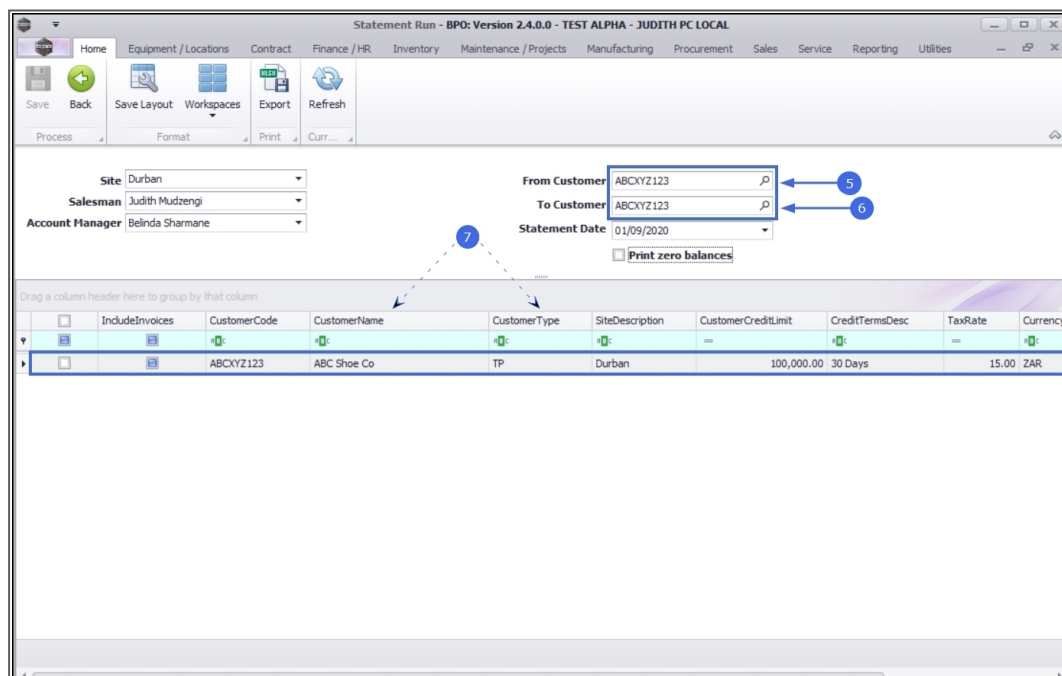 Statement Run - BPO: Version 2.4.0.0 - TEST ALPHA - JUDITH PC LOCAL
Home Equipment / Locations Contract Finance / HR Inventory Maintenance / Projects Manufacturing Procurement Sales Service Reporting Utilities
Save Back Save Layout Workspaces Export Refresh
Process Format Print Curr...
Site Durban From Customer ABCXYZ123 5
Salesman Judith Mudzengi To Customer ABCXYZ123 6
Account Manager Belinda Sharmane Statement Date 01/09/2020
7
Print zero balances
Drag a column header here to group by that column
IncludeInvoices CustomerCode CustomerName CustomerType SiteDescription CustomerCreditLimit CreditTermsDesc TaxRate Currency
ABCXYZ123 ABC Shoe Co TP Durban 100,000.00 30 Days 15.00 ZAR